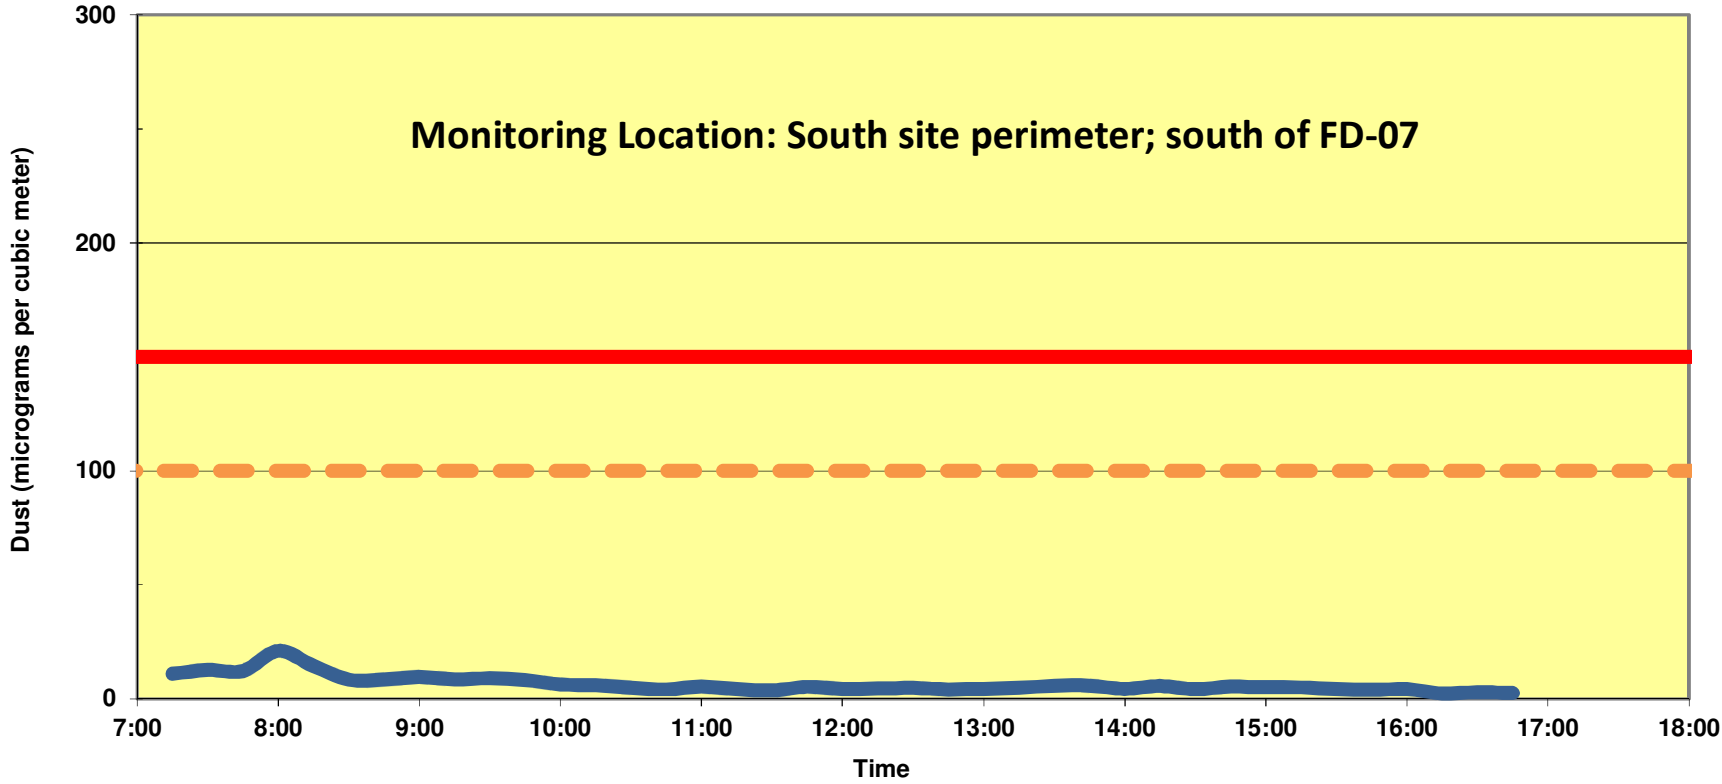 Monitoring Location: South site perimeter; south of FD-07
Dust (micrograms per cubic meter)
300
200
100
0
7:00 8:00 9:00 10:00 11:00 12:00 13:00 14:00 15:00 16:00 17:00 18:00
Time